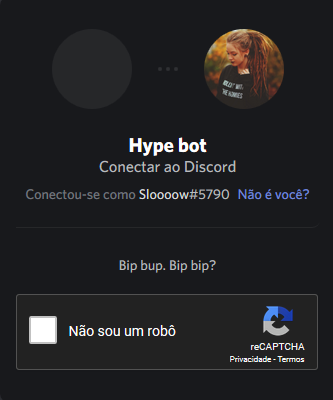 Hype bot
Conectar ao Discord
Conectou-se como Sloooow#5790 Não é você?
Bip bup. Bip bip?
Não sou um robô
reCAPTCHA
Privacidade - Termos